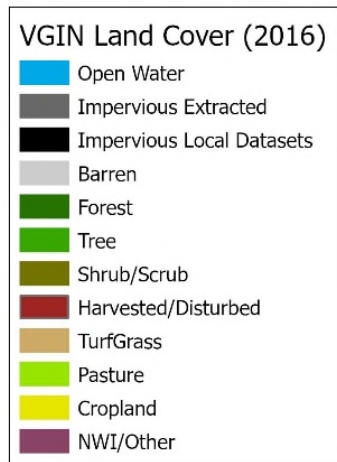 VGIN Land Cover (2016)
Open Water
Impervious Extracted
Impervious Local Datasets
Barren
Forest
Tree
Shrub/Scrub
Harvested/Disturbed
TurfGrass
Pasture
Cropland
NWI/Other